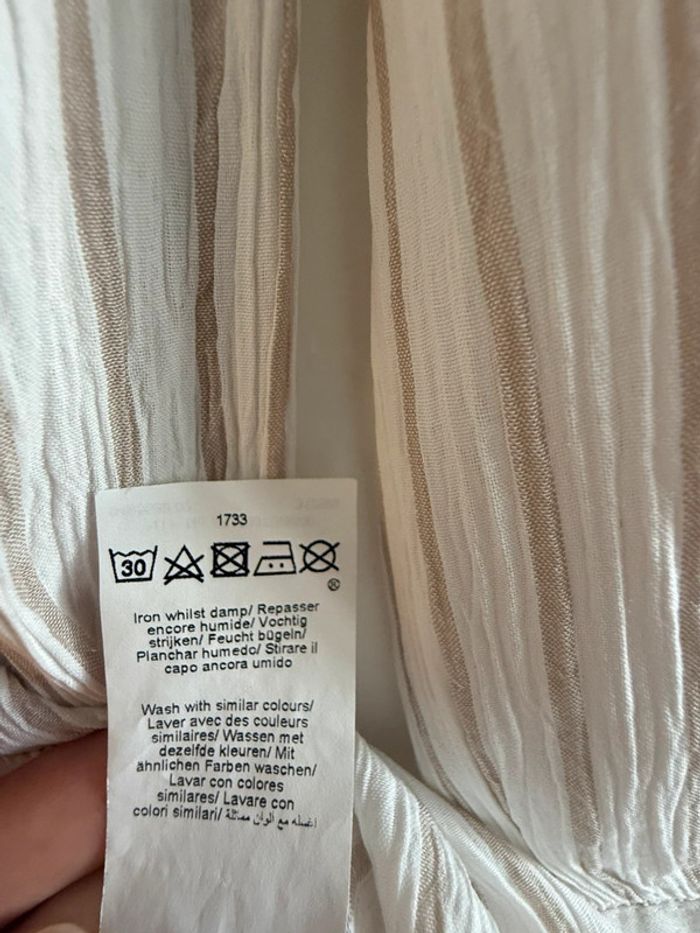 1733
30
®
Iron whilst damp/ Repasser
encore humide/ Vochtig
strijken/ Feucht bügeln/
Planchar humedo/ Stirare il
capo ancora umido
Wash with similar colours/
Laver avec des couleurs
similaires/ Wassen met
dezelfde kleuren/ Mit
ähnlichen Farben waschen/
Lavar con colores
similares/ Lavare con
colori similari/ اغسله مع ألوان مماثلة